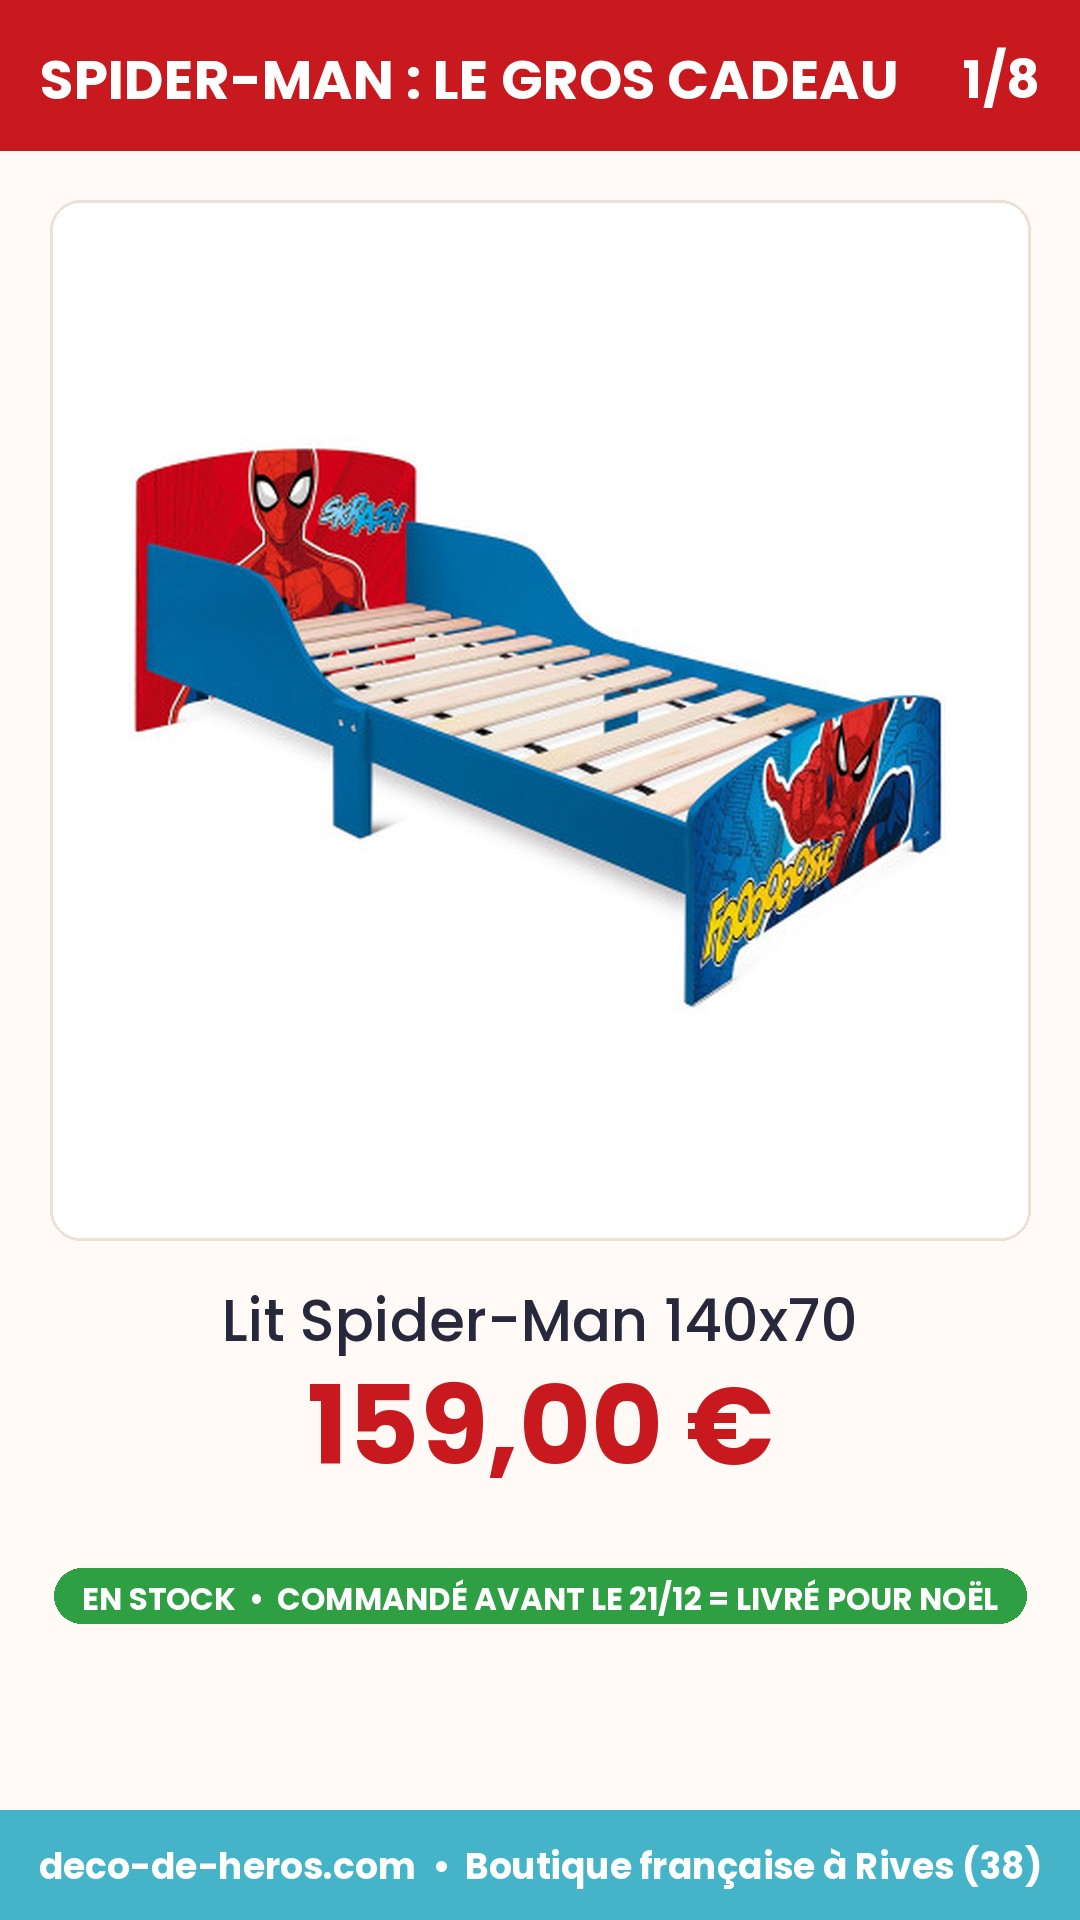 SPIDER-MAN : LE GROS CADEAU 1/8
SKRASH
FOOOOOOSH!
Lit Spider-Man 140x70
159,00 €
EN STOCK • COMMANDÉ AVANT LE 21/12 = LIVRÉ POUR NOËL
deco-de-heros.com • Boutique française à Rives (38)